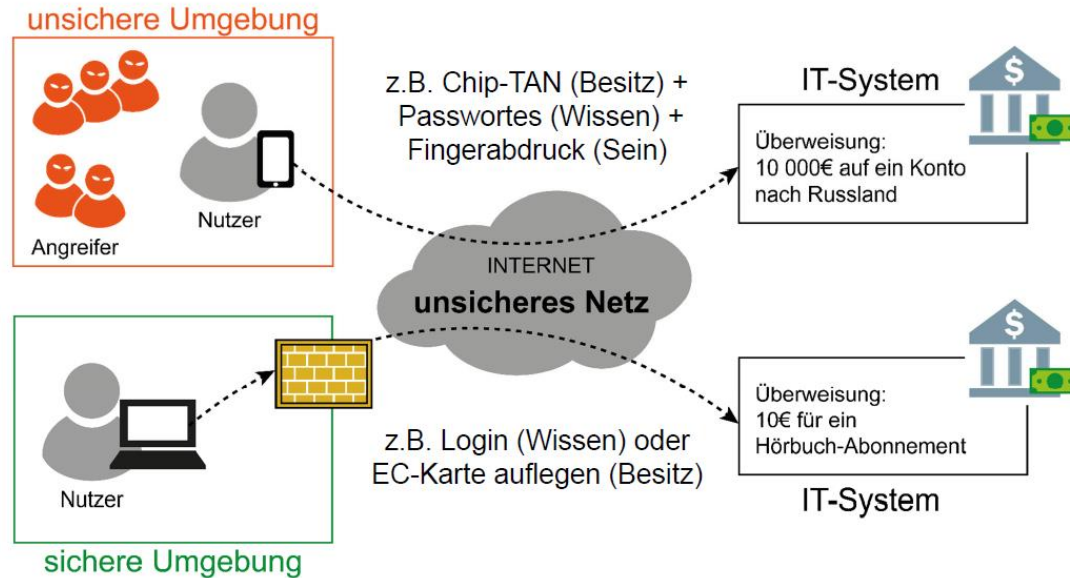 unsichere Umgebung
Angreifer
Nutzer
z.B. Chip-TAN (Besitz) +
Passwortes (Wissen) +
Fingerabdruck (Sein)
IT-System
$
Überweisung:
10 000€ auf ein Konto
nach Russland
INTERNET
unsicheres Netz
Nutzer
sichere Umgebung
z.B. Login (Wissen) oder
EC-Karte auflegen (Besitz)
$
Überweisung:
10€ für ein
Hörbuch-Abonnement
IT-System